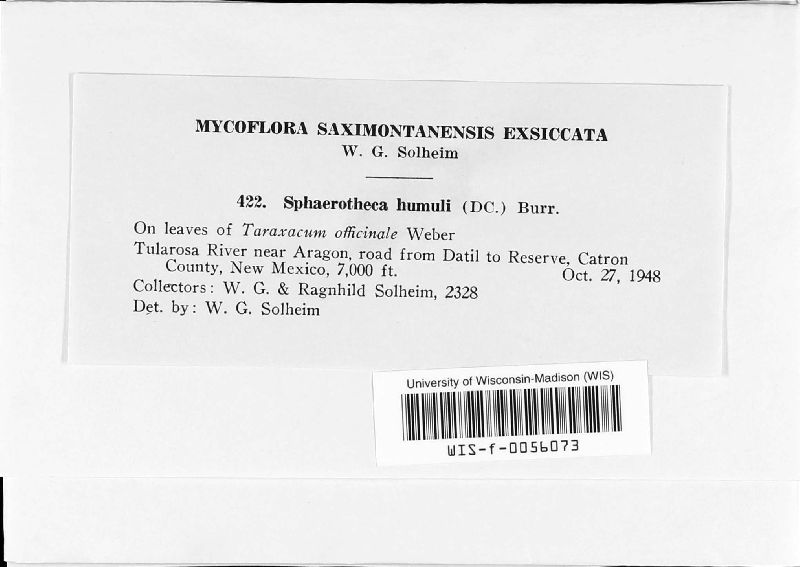 MYCOFLORA SAXIMONTANENSIS EXSICCATA
W. G. Solheim
422. Sphaerotheca humuli (DC.) Burr.
On leaves of Taraxacum officinale Weber
Tularosa River near Aragon, road from Datil to Reserve, Catron
County, New Mexico, 7,000 ft. Oct. 27, 1948
Collectors: W. G. & Ragnhild Solheim, 2328
Det. by: W. G. Solheim
University of Wisconsin-Madison (WIS)
WIS-f-0056073